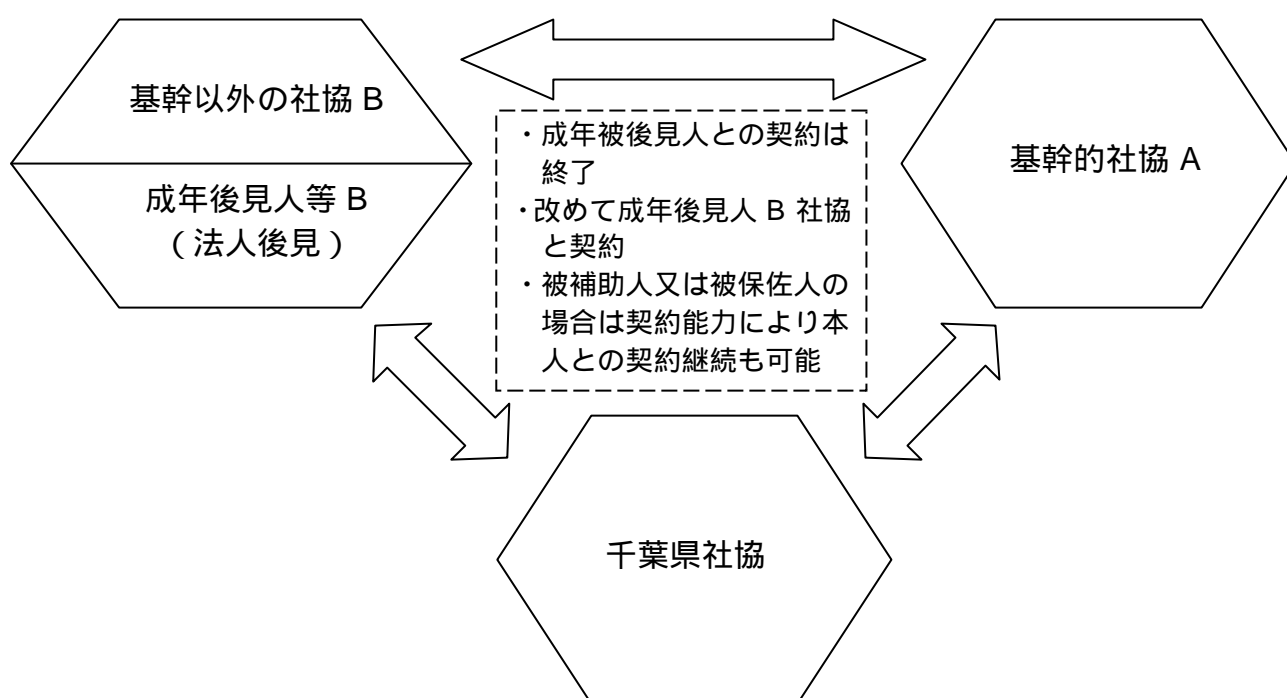 基幹以外の社協 B
成年後見人等 B
（法人後見）
・成年被後見人との契約は
終了
・改めて成年後見人 B 社協
と契約
・被補助人又は被保佐人の
場合は契約能力により本
人との契約継続も可能
基幹的社協 A
千葉県社協